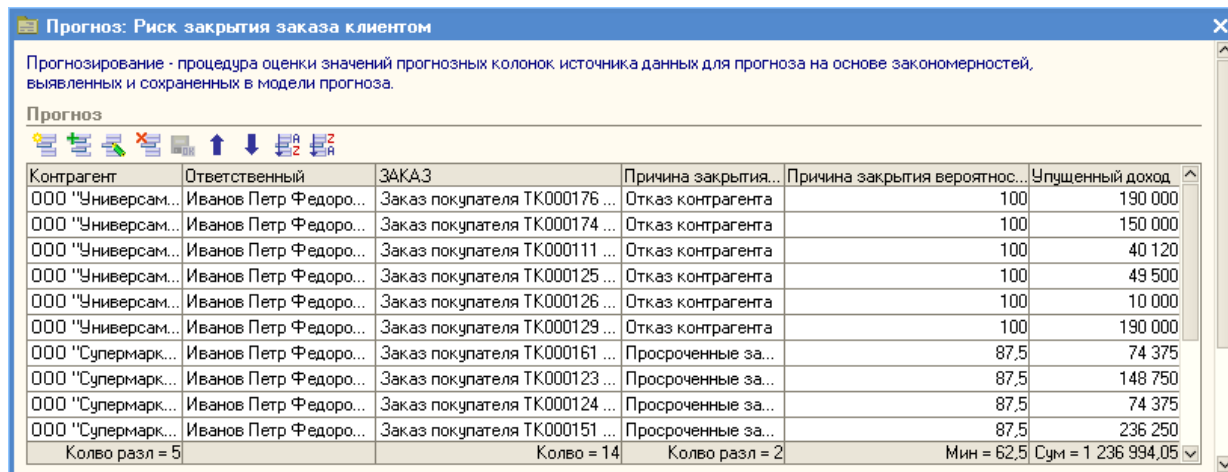 Прогноз: Риск закрытия заказа клиентом
Прогнозирование - процедура оценки значений прогнозных колонок источника данных для прогноза на основе закономерностей,
выявленных и сохраненных в модели прогноза.
Прогноз
Контрагент Ответственный ЗАКАЗ Причина закрытия... Причина закрытия вероятнос... Упущенный доход
ООО "Универсам... Иванов Петр Федоро... Заказ покупателя ТК000176 ... Отказ контрагента 100 190 000
ООО "Универсам... Иванов Петр Федоро... Заказ покупателя ТК000174 ... Отказ контрагента 100 150 000
ООО "Универсам... Иванов Петр Федоро... Заказ покупателя ТК000111 ... Отказ контрагента 100 40 120
ООО "Универсам... Иванов Петр Федоро... Заказ покупателя ТК000125 ... Отказ контрагента 100 49 500
ООО "Универсам... Иванов Петр Федоро... Заказ покупателя ТК000126 ... Отказ контрагента 100 10 000
ООО "Универсам... Иванов Петр Федоро... Заказ покупателя ТК000129 ... Отказ контрагента 100 190 000
ООО "Супермарк... Иванов Петр Федоро... Заказ покупателя ТК000161 ... Просроченные за... 87,5 74 375
ООО "Супермарк... Иванов Петр Федоро... Заказ покупателя ТК000123 ... Просроченные за... 87,5 148 750
ООО "Супермарк... Иванов Петр Федоро... Заказ покупателя ТК000124 ... Просроченные за... 87,5 74 375
ООО "Супермарк... Иванов Петр Федоро... Заказ покупателя ТК000151 ... Просроченные за... 87,5 236 250
Колво разл = 5 Колво = 14 Колво разл = 2 Мин = 62,5 Сум = 1 236 994,05